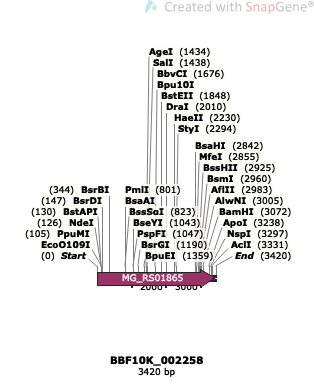 Created with SnapGene®
AgeI (1434)
SalI (1438)
BbvCI (1676)
Bpu10I
BstEII (1848)
DraI (2010)
HaeII (2230)
StyI (2294)
BsaHI (2842)
MfeI (2855)
BssHII (2925)
(344) BsrBI PmlI (801) BsmI (2960)
(147) BsrDI BsaAI AflII (2983)
(130) BstAPI BssSαI (823) AlwNI (3005)
(126) NdeI BseYI (1043) BamHI (3072)
(105) PpuMI PspFI (1047) ApoI (3238)
EcoO109I BsrGI (1190) NspI (3297)
(0) Start BpuEI (1359) AclI (3331)
End (3420)
MG_RS01865
2000 3000
BBF10K_002258
3420 bp